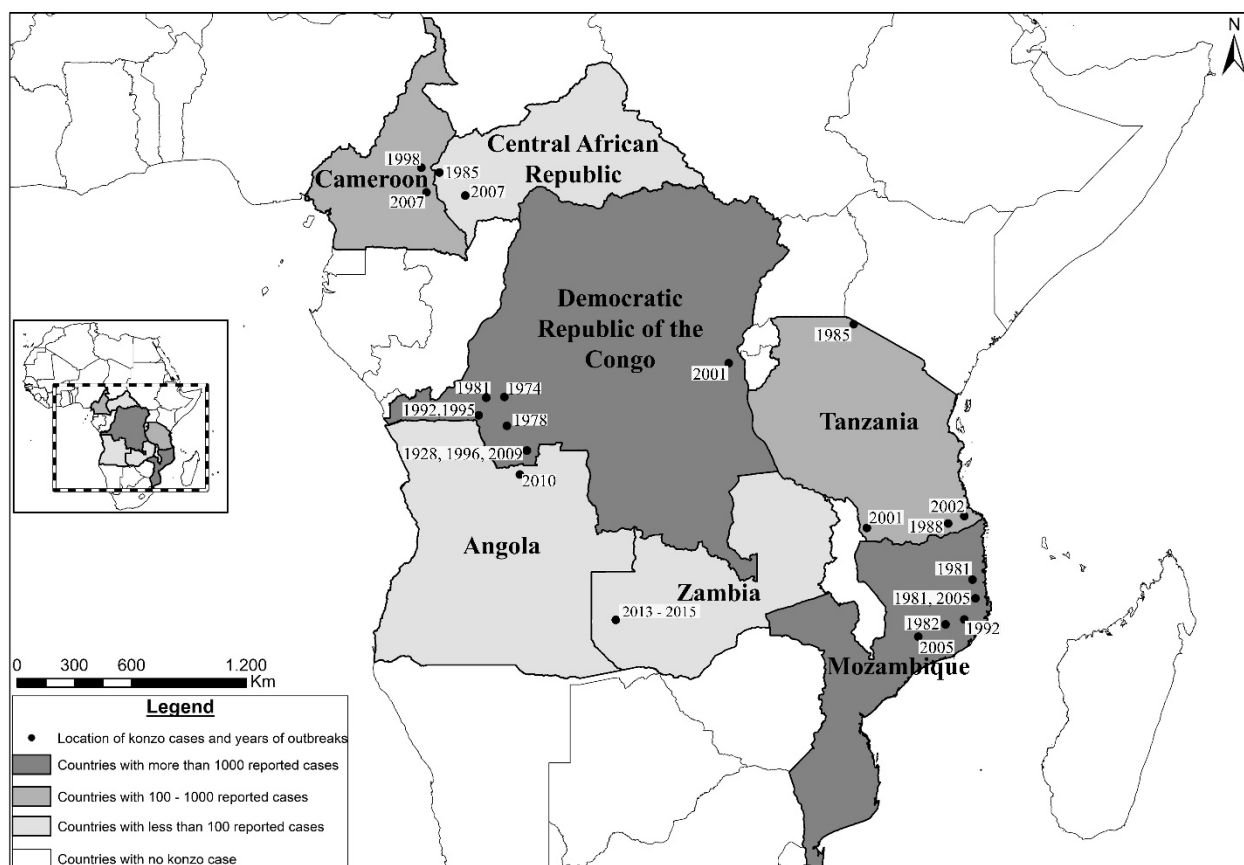 N
Central African
Republic
1998
1985
Cameroon
2007
2007
Democratic
Republic of the
Congo
1985
2001
1981
1974
1992,1995
1978
Tanzania
1928, 1996, 2009
2010
2002
2001
1988
Angola
1981
Zambia
1981, 2005
2013 - 2015
1982
1992
2005
Mozambique
0 300 600 1.200
Km
Legend
Location of konzo cases and years of outbreaks
Countries with more than 1000 reported cases
Countries with 100 - 1000 reported cases
Countries with less than 100 reported cases
Countries with no konzo case